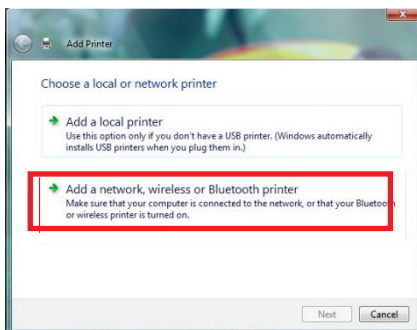 Add Printer
Choose a local or network printer
Add a local printer
Use this option only if you don't have a USB printer. (Windows automatically
installs USB printers when you plug them in.)
Add a network, wireless or Bluetooth printer
Make sure that your computer is connected to the network, or that your Bluetooth
or wireless printer is turned on.
Next
Cancel